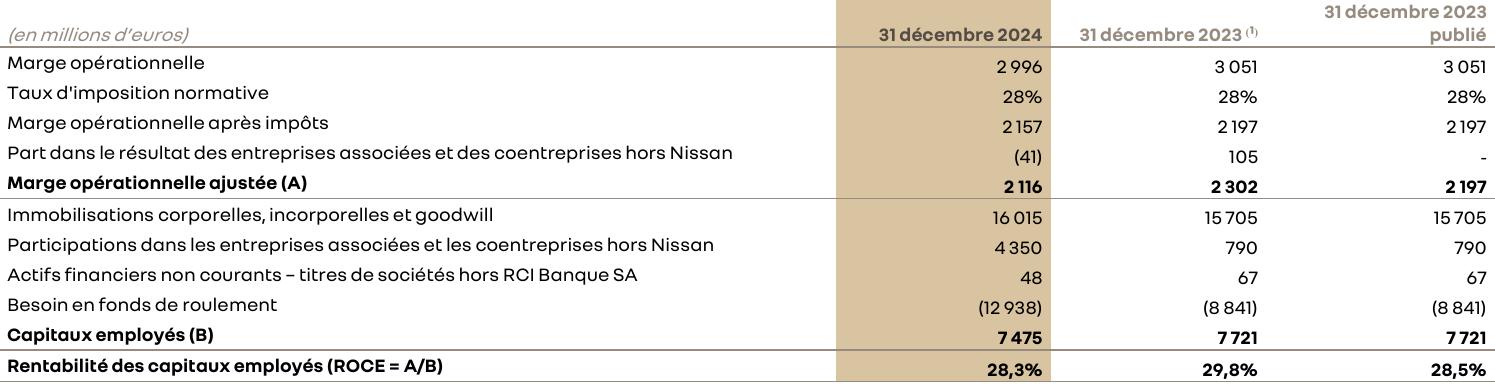 31 décembre 2023
(en millions d'euros) 31 décembre 2024 31 décembre 2023 (1) publié
Marge opérationnelle 2 996 3 051 3 051
Taux d'imposition normative 28% 28% 28%
Marge opérationnelle après impôts 2 157 2 197 2 197
Part dans le résultat des entreprises associées et des coentreprises hors Nissan (41) 105 -
Marge opérationnelle ajustée (A) 2 116 2 302 2 197
Immobilisations corporelles, incorporelles et goodwill 16 015 15 705 15 705
Participations dans les entreprises associées et les coentreprises hors Nissan 4 350 790 790
Actifs financiers non courants – titres de sociétés hors RCI Banque SA 48 67 67
Besoin en fonds de roulement (12 938) (8 841) (8 841)
Capitaux employés (B) 7 475 7 721 7 721
Rentabilité des capitaux employés (ROCE = A/B) 28,3% 29,8% 28,5%